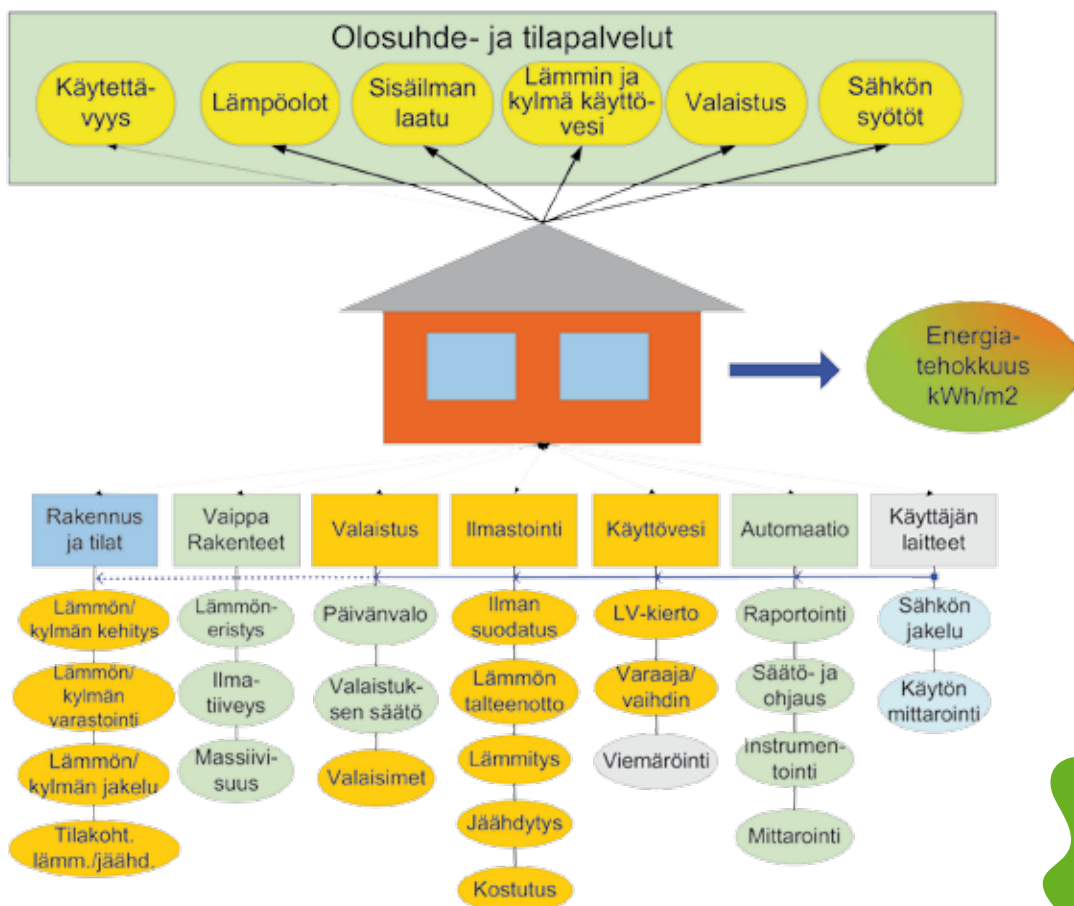 Olosuhde- ja tilapalvelut
Käytettä-
vyys
Lämpöolot
Sisäilman
laatu
Lämmin ja
kylmä käyttö-
vesi
Valaistus
Sähkön
syötöt
Energia-
tehokkuus
kWh/m2
Rakennus
ja tilat
Vaippa
Rakenteet
Valaistus
Ilmastointi
Käyttövesi
Automaatio
Käyttäjän
laitteet
Lämmön/
kylmän kehitys
Lämmön/
kylmän
varastointi
Lämmön/
kylmän jakelu
Tilakoht.
lämm./jäähd.
Lämmön-
eristys
Ilma-
tiiveys
Massiivi-
suus
Päivänvalo
Valaistuk-
sen säätö
Valaisimet
Ilman
suodatus
Lämmön
talteenotto
Lämmitys
Jäähdytys
Kostutus
LV-kierto
Varaaja/
vaihdin
Viemäröinti
Raportointi
Säätö- ja
ohjaus
Instrumen-
tointi
Mittarointi
Sähkön
jakelu
Käytön
mittarointi